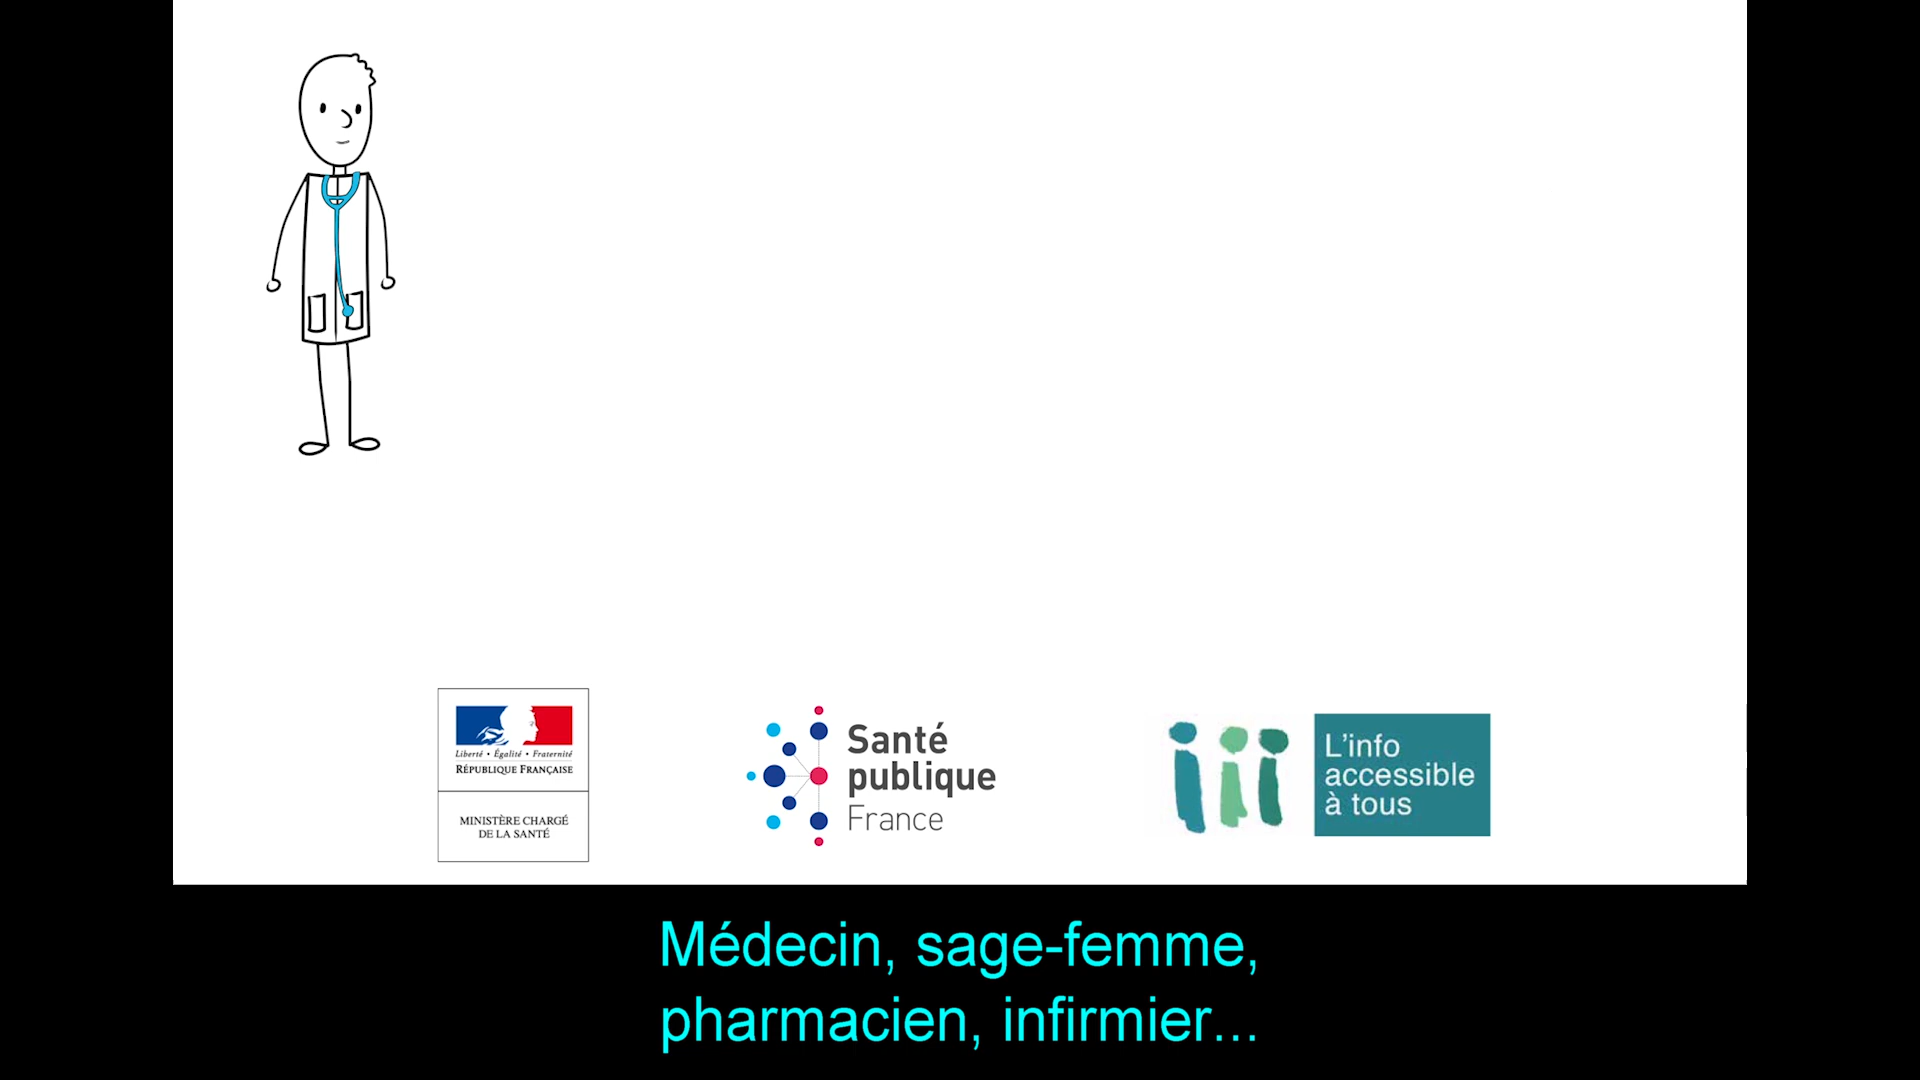 Liberté • Égalité • Fraternité
RÉPUBLIQUE FRANÇAISE
MINISTÈRE CHARGÉ
DE LA SANTÉ
Santé
publique
France
L'info
accessible
à tous
Médecin, sage-femme,
pharmacien, infirmier...